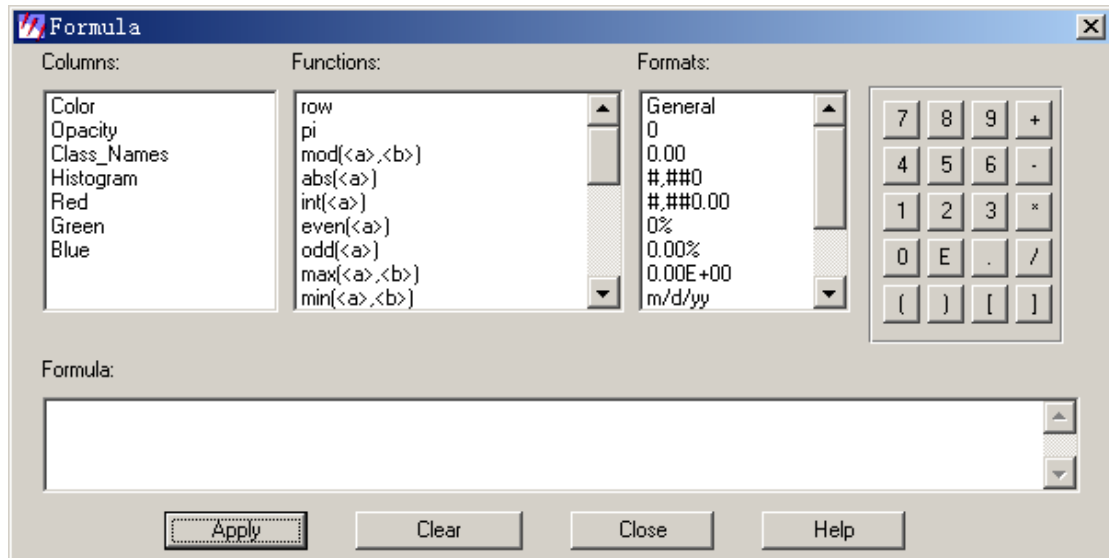 Formula
Columns:
Functions:
Formats:
Color
Opacity
Class_Names
Histogram
Red
Green
Blue
row
pi
mod(<a>,<b>)
abs(<a>)
int(<a>)
even(<a>)
odd(<a>)
max(<a>,<b>)
min(<a>,<b>)
General
0
0.00
#,##0
#,##0.00
0%
0.00%
0.00E+00
m/d/yy
7 8 9 +
4 5 6 -
1 2 3 *
0 E . /
( ) [ ]
Formula:
Apply Clear Close Help